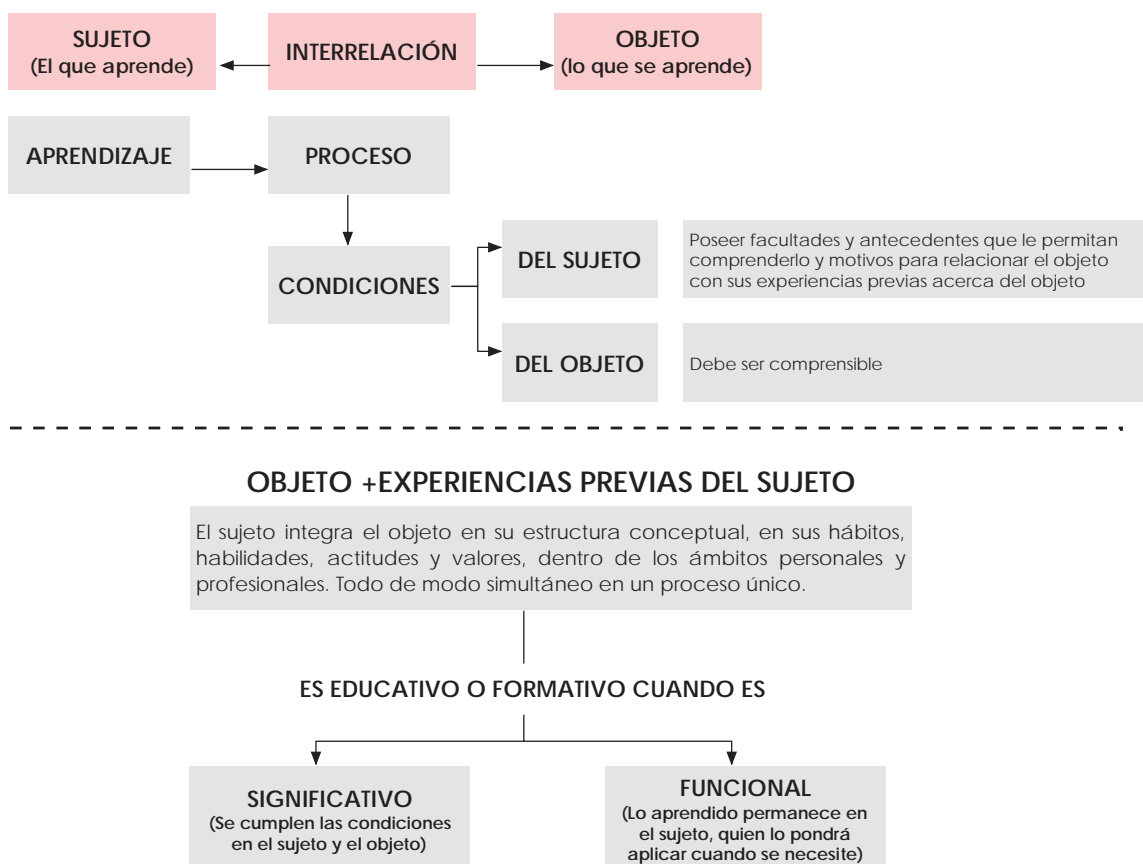 SUJETO
(El que aprende)
INTERRELACIÓN
OBJETO
(lo que se aprende)
APRENDIZAJE
PROCESO
CONDICIONES
DEL SUJETO
Poseer facultades y antecedentes que le permitan
comprenderlo y motivos para relacionar el objeto
con sus experiencias previas acerca del objeto
DEL OBJETO
Debe ser comprensible
OBJETO +EXPERIENCIAS PREVIAS DEL SUJETO
El sujeto integra el objeto en su estructura conceptual, en sus hábitos,
habilidades, actitudes y valores, dentro de los ámbitos personales y
profesionales. Todo de modo simultáneo en un proceso único.
ES EDUCATIVO O FORMATIVO CUANDO ES
SIGNIFICATIVO
(Se cumplen las condiciones
en el sujeto y el objeto)
FUNCIONAL
(Lo aprendido permanece en
el sujeto, quien lo pondrá
aplicar cuando se necesite)